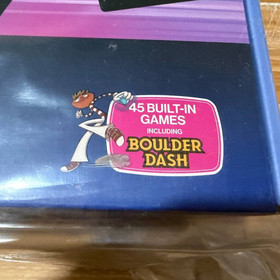 45 BUILT-IN
GAMES
INCLUDING
BOULDER
DASH